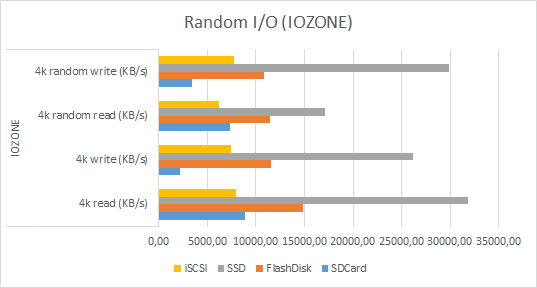 Random I/O (IOZONE)
IOZONE
4k random write (KB/s)
4k random read (KB/s)
4k write (KB/s)
4k read (KB/s)
0,00 5000,00 10000,00 15000,00 20000,00 25000,00 30000,00 35000,00
iSCSI SSD FlashDisk SDCard